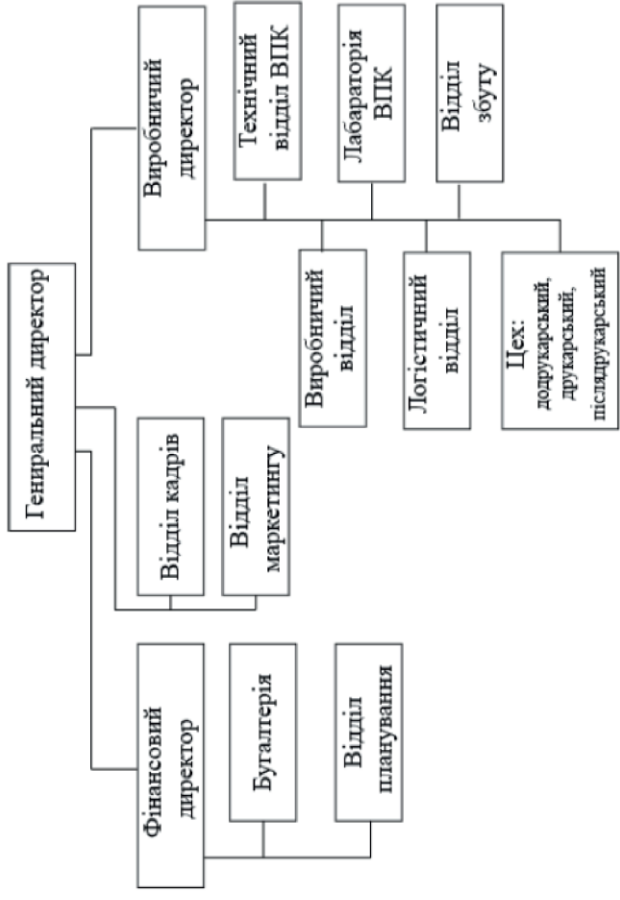 Гениральний директор
Фінансовий
директор
Бугалтерія
Відділ
планування
Відділ кадрів
Відділ
маркетингу
Виробничий
директор
Технічний
відділ ВПК
Лабараторія
ВПК
Відділ
збуту
Виробничий
відділ
Логістичний
відділ
Цех:
додрукарський,
друкарський,
післядрукарський